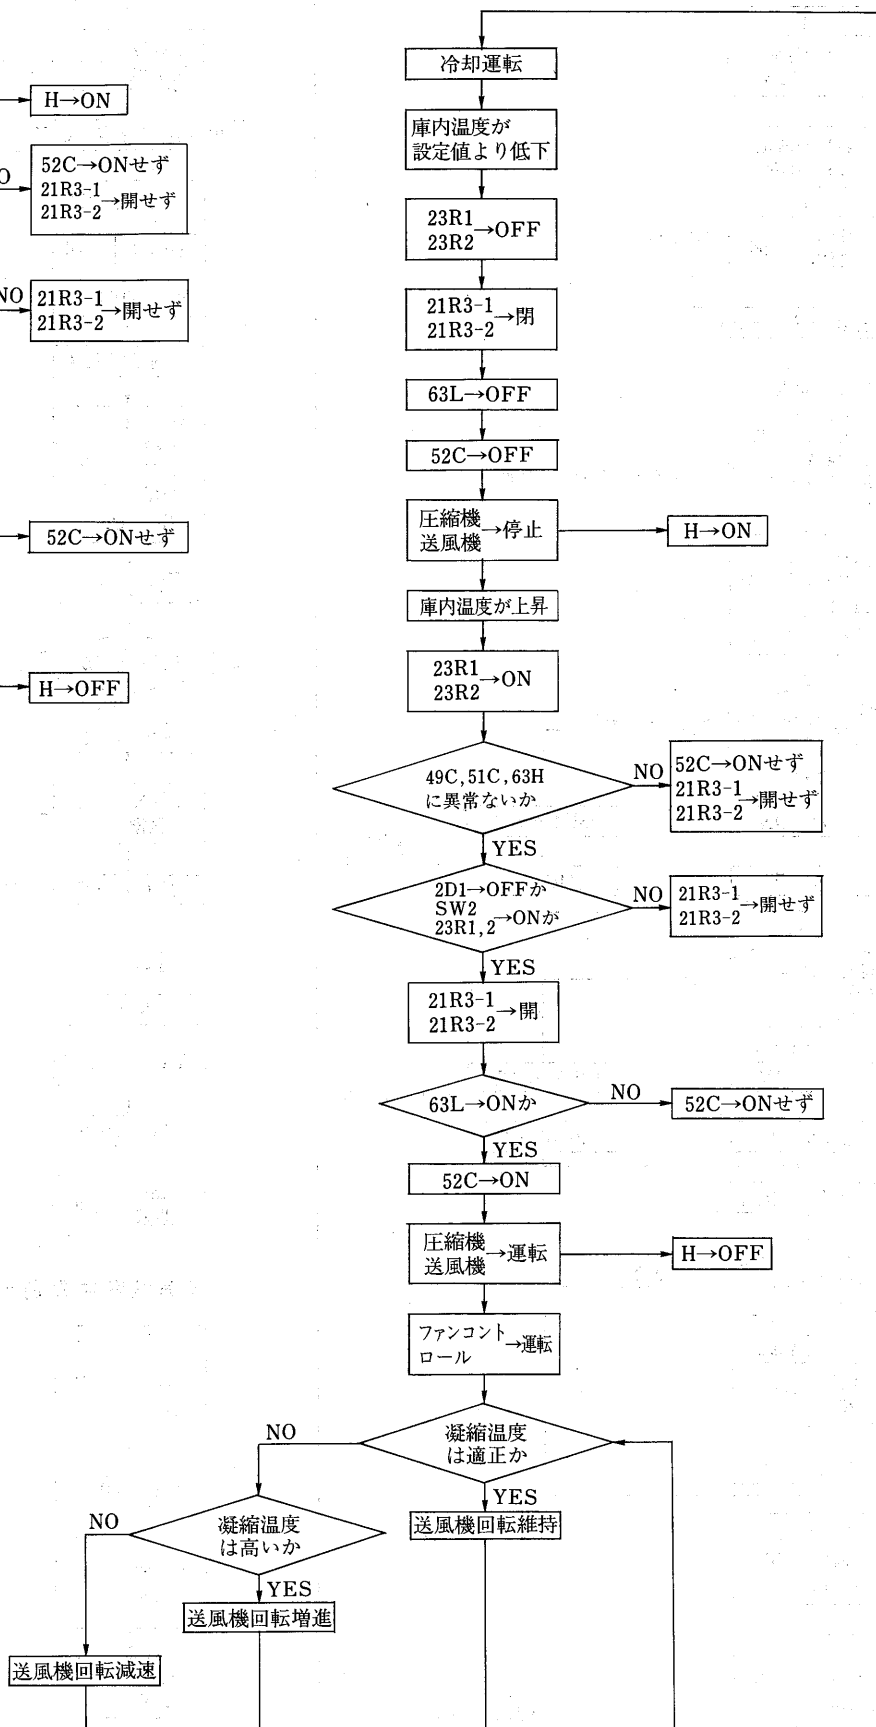 冷却運転
庫内温度が
設定値より低下
23R1
23R2
→OFF
21R3-1
21R3-2
→閉
63L→OFF
52C→OFF
圧縮機
送風機
→停止
H→ON
庫内温度が上昇
23R1
23R2
→ON
49C, 51C, 63H
に異常ないか
NO
52C→ONせず
21R3-1
21R3-2
→開せず
YES
2D1→OFFか
SW2
23R1, 2
→ONが
NO
21R3-1
21R3-2
→開せず
YES
21R3-1
21R3-2
→開
63L→ONか
NO
52C→ONせず
YES
52C→ON
圧縮機
送風機
→運転
H→OFF
ファンコント
ロール
→運転
凝縮温度
は適正か
NO
YES
送風機回転維持
凝縮温度
は高いか
NO
YES
送風機回転増進
送風機回転減速
H→ON
52C→ONせず
21R3-1
21R3-2
→開せず
NO
21R3-1
21R3-2
→開せず
52C→ONせず
H→OFF